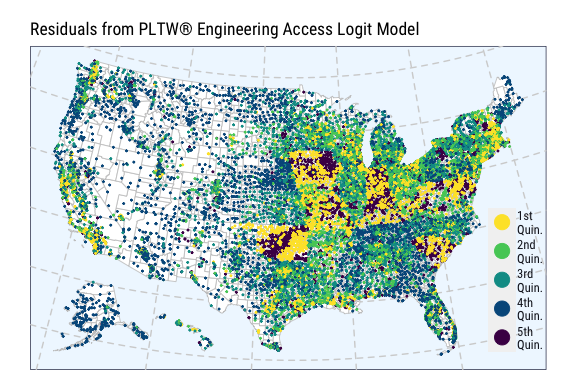 Residuals from PLTW® Engineering Access Logit Model
1st
Quin.
2nd
Quin.
3rd
Quin.
4th
Quin.
5th
Quin.